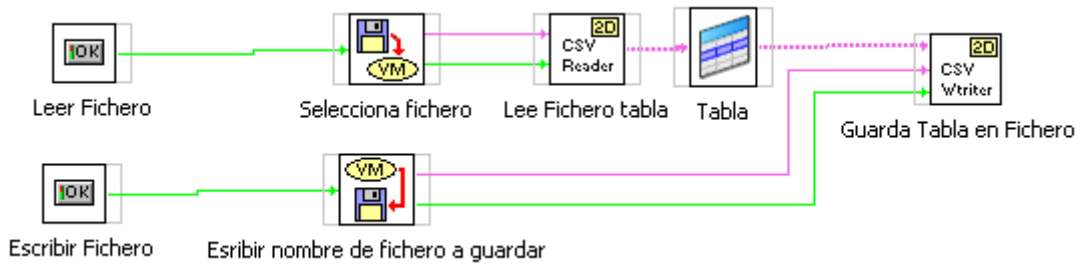 OK
VM
2D
CSV
Reader
2D
CSV
Wtriter
Leer Fichero
Selecciona fichero
Lee Fichero tabla
Tabla
Guarda Tabla en Fichero
OK
VM
Escribir Fichero
Esribir nombre de fichero a guardar